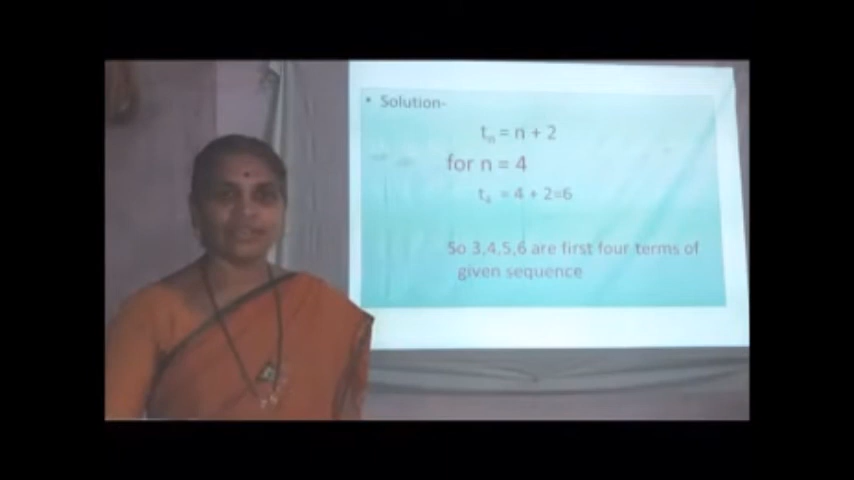 • Solution-
tₙ = n + 2
for n = 4
t₄ = 4 + 2=6
So 3,4,5,6 are first four terms of
given sequence